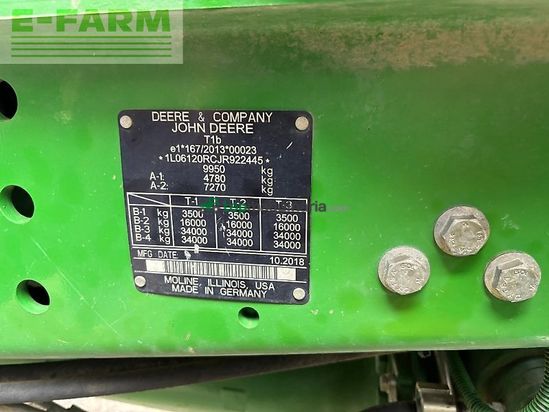 E-FARM
DEERE & COMPANY
JOHN DEERE
T1b
e1*167/2013*00023
*1L06120RCJR922445*
9950 kg
A-1: 4780 kg
A-2: 7270 kg
T-1 T-2 T-3
B-1 kg 3500 3500 3500
B-2 kg 16000 16000 16000
B-3 kg 34000 34000 34000
B-4 kg 34000 34000 34000
MFG DATE: 10.2018
MOLINE, ILLINOIS, USA
MADE IN GERMANY